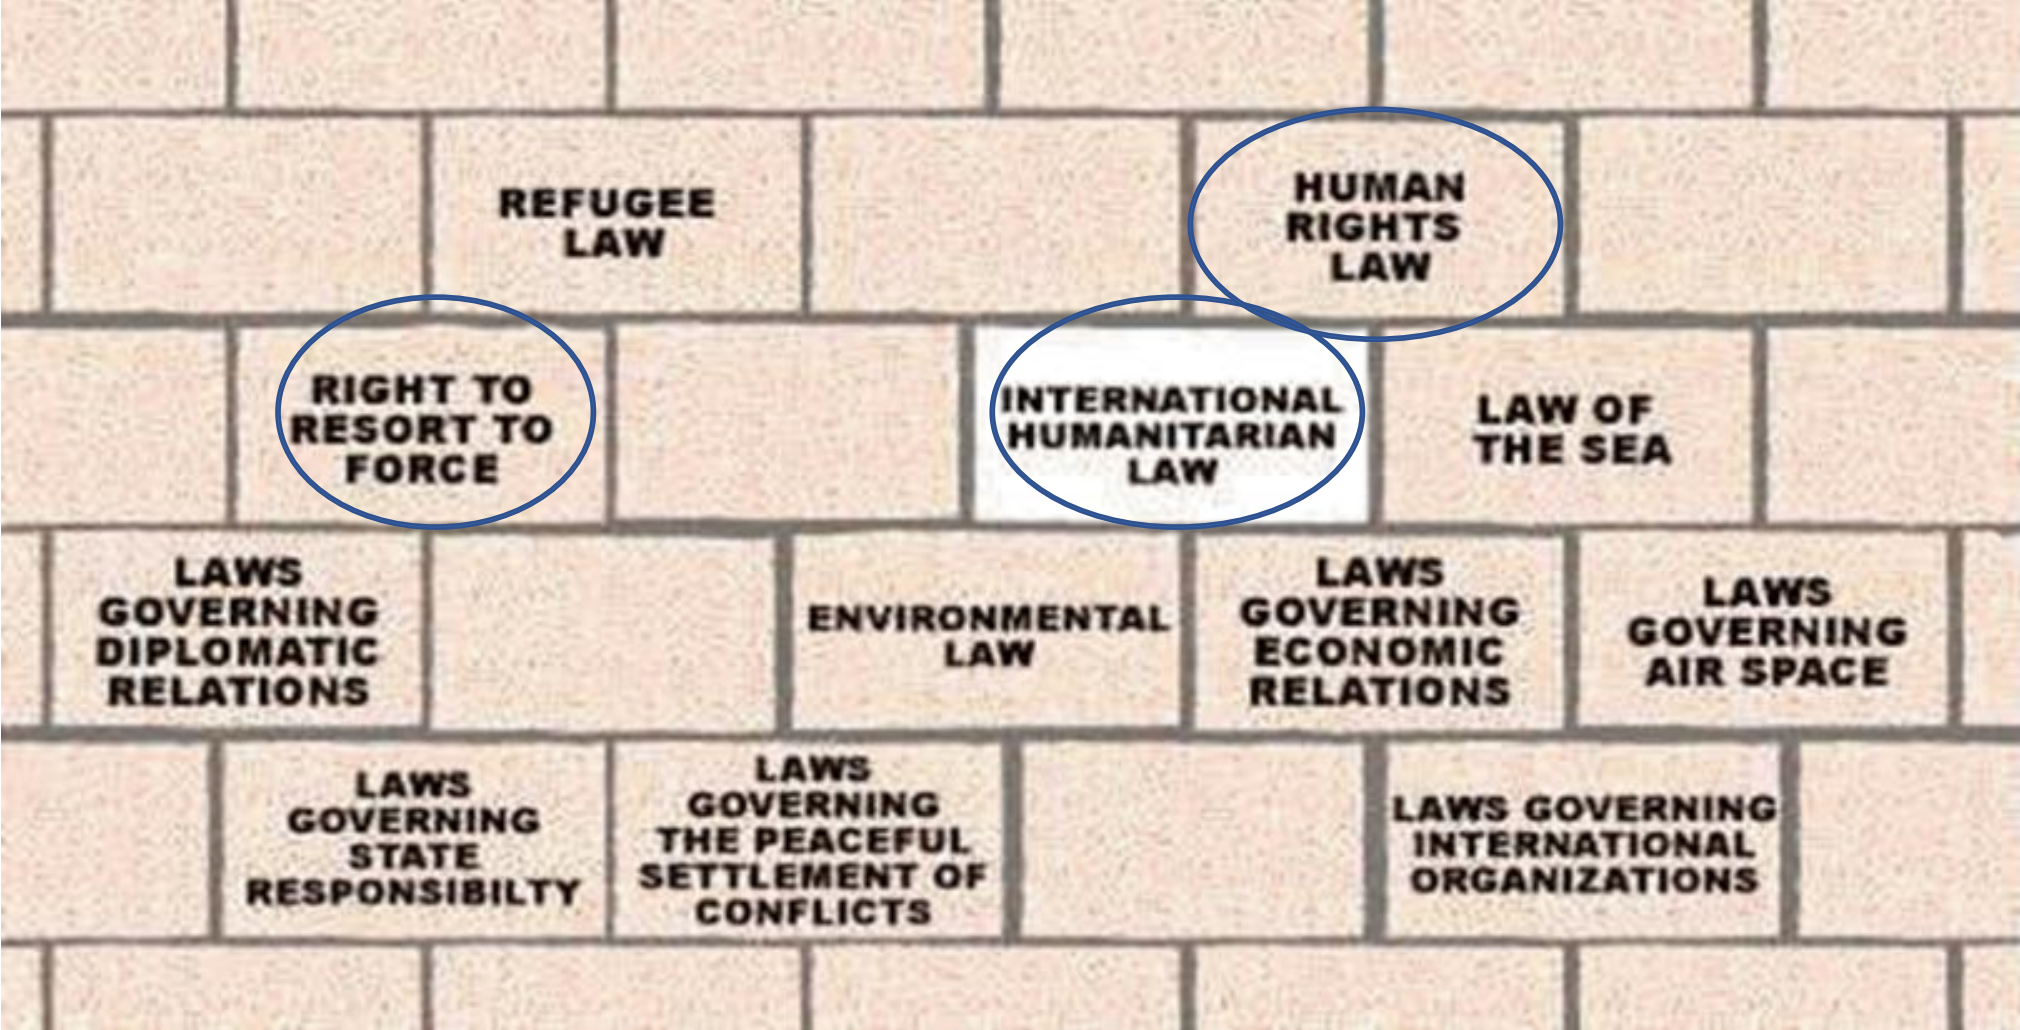 REFUGEE
LAW
HUMAN
RIGHTS
LAW
RIGHT TO
RESORT TO
FORCE
INTERNATIONAL
HUMANITARIAN
LAW
LAW OF
THE SEA
LAWS
GOVERNING
DIPLOMATIC
RELATIONS
ENVIRONMENTAL
LAW
LAWS
GOVERNING
ECONOMIC
RELATIONS
LAWS
GOVERNING
AIR SPACE
LAWS
GOVERNING
STATE
RESPONSIBILTY
LAWS
GOVERNING
THE PEACEFUL
SETTLEMENT OF
CONFLICTS
LAWS GOVERNING
INTERNATIONAL
ORGANIZATIONS